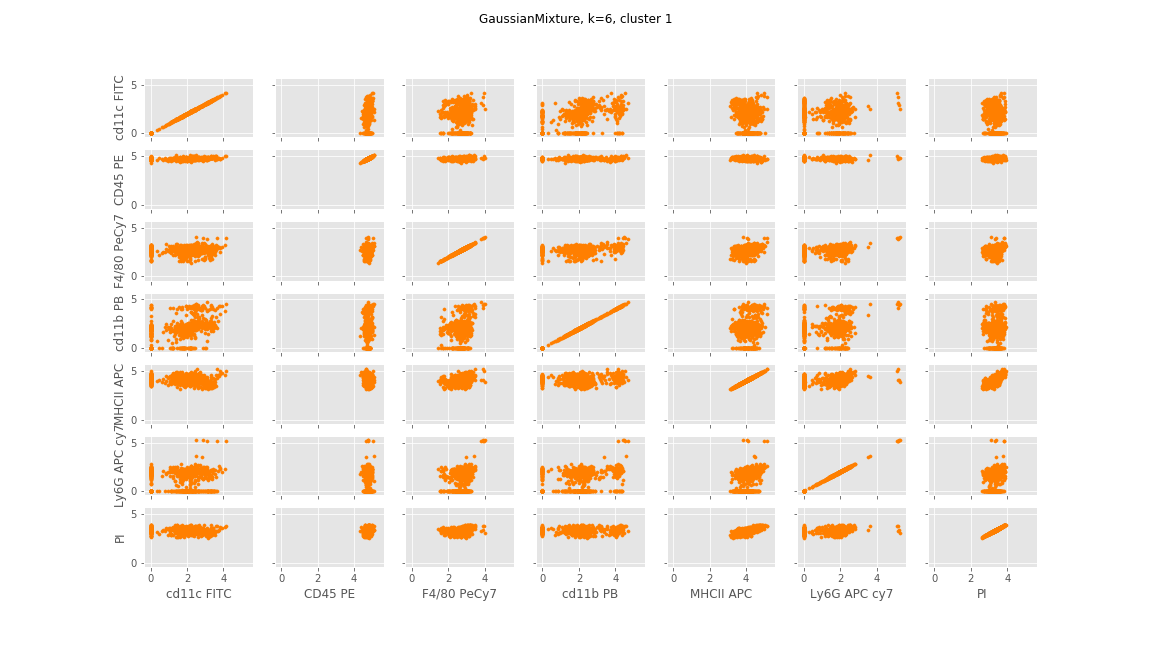 GaussianMixture, k=6, cluster 1
cd11c FITC
5
0
CD45 PE
5
0
F4/80 PeCy7
5
0
cd11b PB
5
0
MHCII APC
5
0
Ly6G APC cy7
5
0
PI
5
0
0 2 4 0 2 4 0 2 4 0 2 4 0 2 4 0 2 4 0 2 4
cd11c FITC CD45 PE F4/80 PeCy7 cd11b PB MHCII APC Ly6G APC cy7 PI